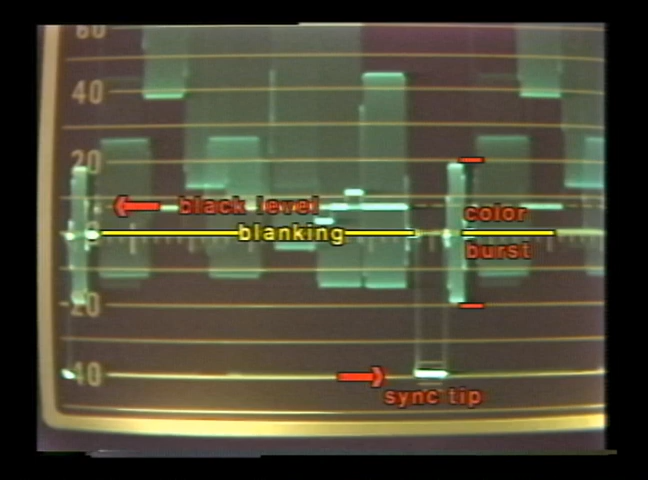 60
40
20
black level
color
blanking
burst
-20
-40
sync tip